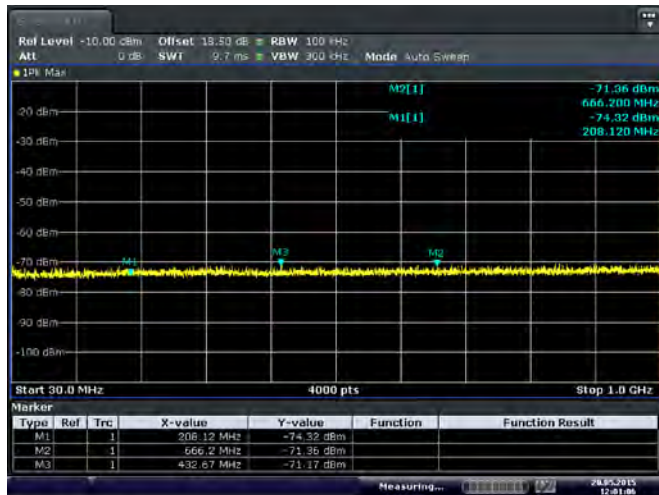 Ref Level -10.00 dBm Offset 18.50 dB RBW 100 kHz
Att 0 dB SWT 9.7 ms VBW 300 kHz Mode Auto Sweep
1Pk Max
M2[1] -71.36 dBm
666.200 MHz
M1[1] -74.32 dBm
208.120 MHz
-20 dBm
-30 dBm
-40 dBm
-50 dBm
-60 dBm
-70 dBm
M1 M3 M2
-80 dBm
-90 dBm
-100 dBm
Start 30.0 MHz 4000 pts Stop 1.0 GHz
Marker
Type Ref Trc X-value Y-value Function Function Result
M1 1 208.12 MHz -74.32 dBm
M2 1 666.2 MHz -71.36 dBm
M3 1 432.67 MHz -71.17 dBm
Measuring... 28.05.2015
12:01:06